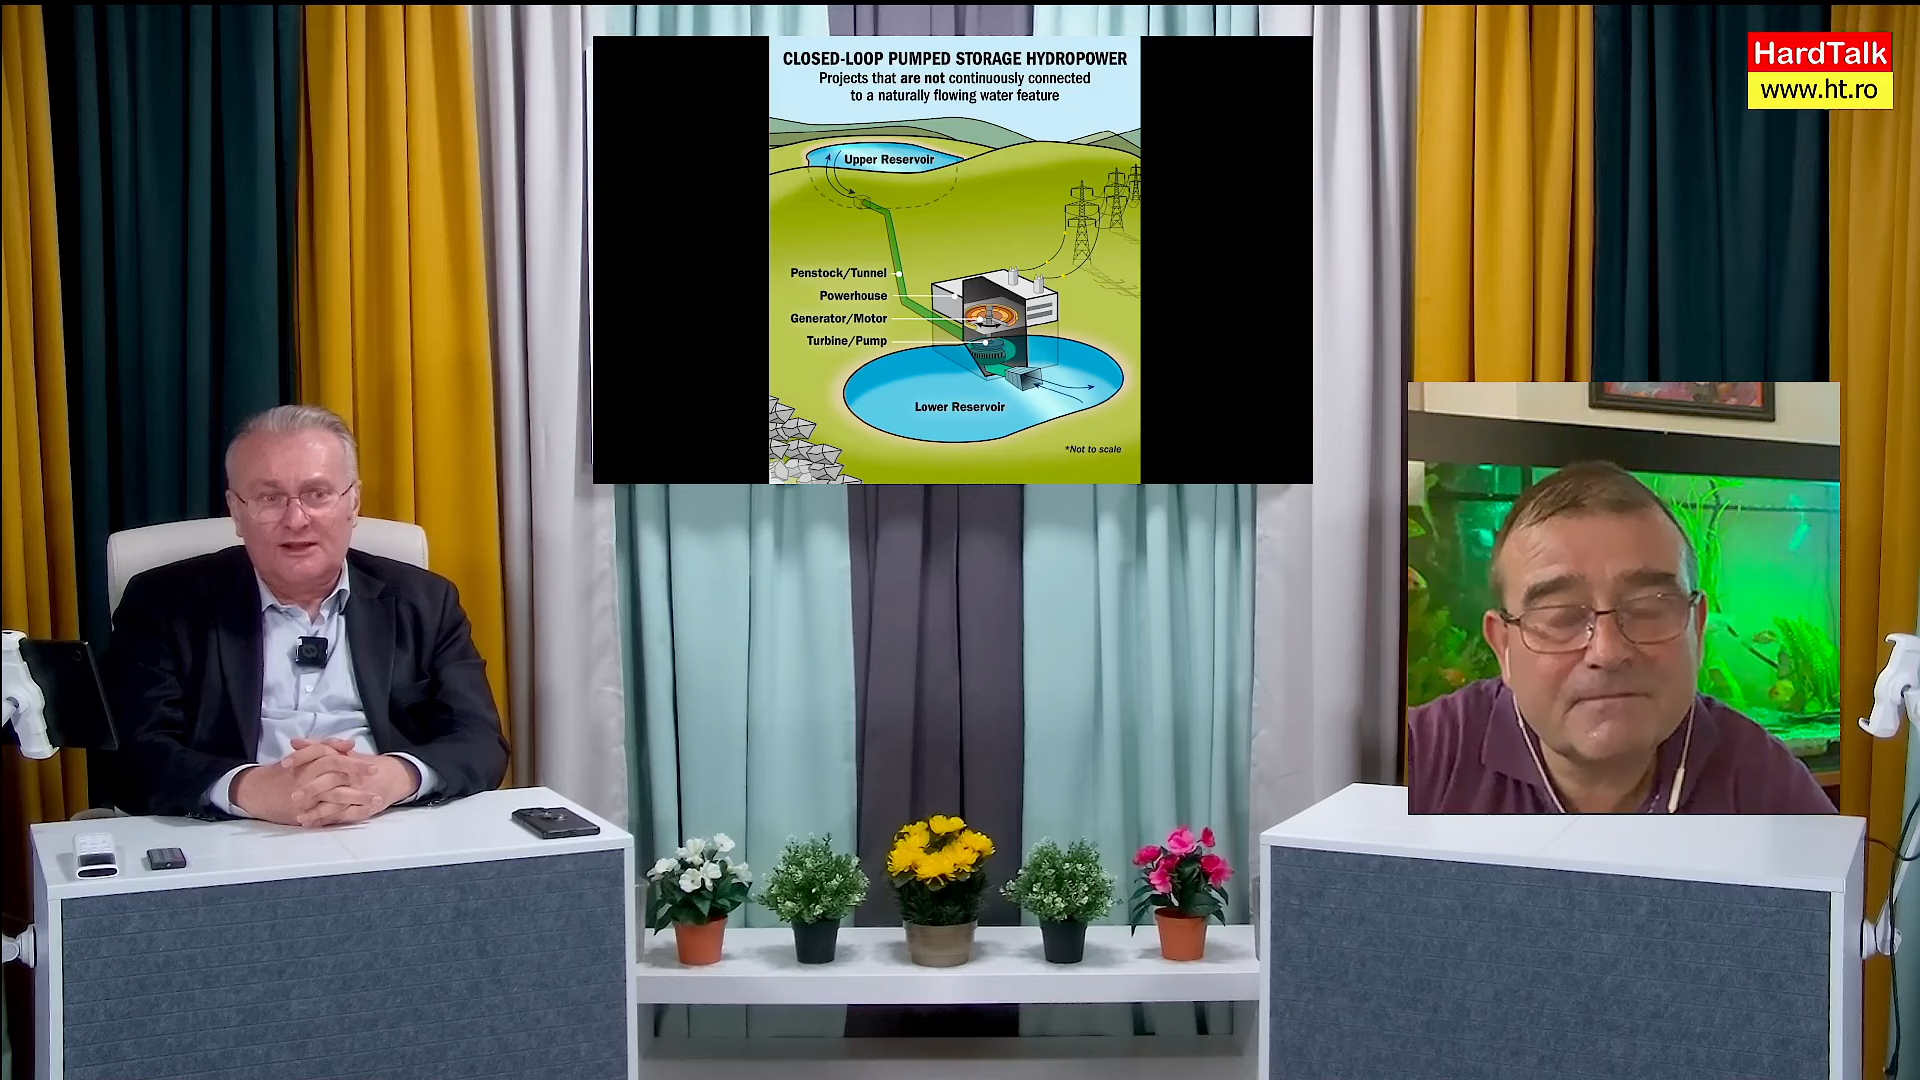 CLOSED-LOOP PUMPED STORAGE HYDROPOWER
Projects that are not continuously connected
to a naturally flowing water feature
Upper Reservoir
Penstock/Tunnel
Powerhouse
Generator/Motor
Turbine/Pump
Lower Reservoir
*Not to scale
HardTalk
www.ht.ro